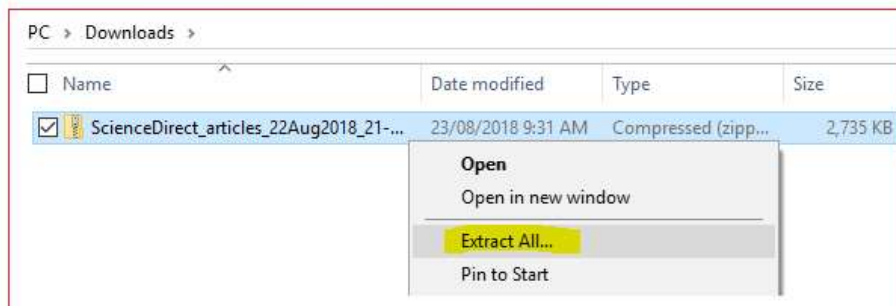 PC > Downloads >
Name Date modified Type Size
ScienceDirect_articles_22Aug2018_21-... 23/08/2018 9:31 AM Compressed (zipp... 2,735 KB
Open
Open in new window
Extract All...
Pin to Start